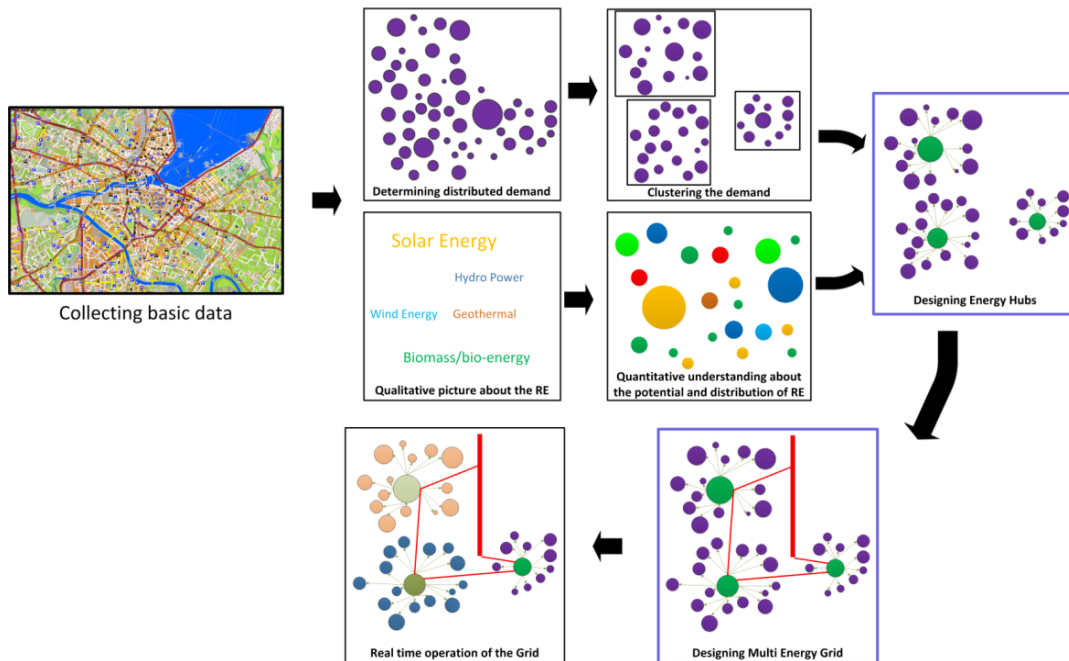 Collecting basic data
Determining distributed demand
Clustering the demand
Solar Energy
Hydro Power
Wind Energy
Geothermal
Biomass/bio-energy
Qualitative picture about the RE
Quantitative understanding about
the potential and distribution of RE
Designing Energy Hubs
Designing Multi Energy Grid
Real time operation of the Grid